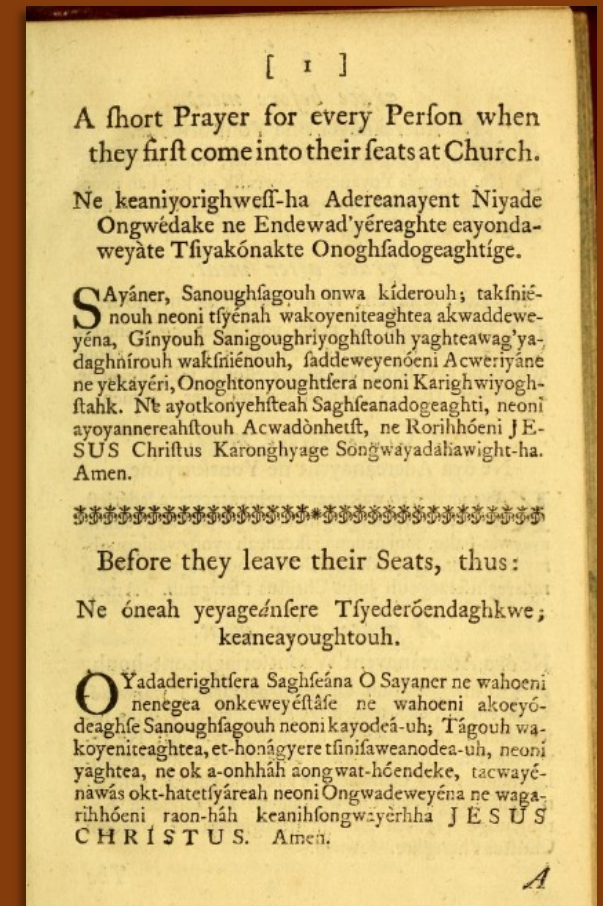 [ 1 ]
A ſhort Prayer for every Perſon when
they firſt come into their ſeats at Church.
Ne keaniyorighweſſ-ha Adereanayent Niyade
Ongwédake ne Endewad'yéreaghte eayonda-
weyàte Tſiyakónakte Onoghſadogeaghtíge.
SAyáner, Sanoughſagouh onwa kíderouh; takſnié-
nouh neoni tſyénah wakoyeniteaghtea akwaddewe-
yéna, Gínyouh Sanigoughriyoghſtouh yaghteawag'ya-
daghnírouh wakſniénouh, ſaddeweyenóeni Acweriyáne
ne yekayéri, Onoghtonyoughtſera neoni Karighwiyogh-
ſtahk. Ne ayotkonyehſteah Saghſeanadogeaghti, neoni
ayoyannereahſtouh Acwadònhetſt, ne Rorihhóeni JE-
SUS Chriſtus Karonghyage Songwayadahawight-ha.
Amen.
Before they leave their Seats, thus:
Ne óneah yeyageánſere Tſyederóendaghkwe;
keaneayoughtouh.
OYadaderightſera Saghſeána O Sayaner ne wahoeni
nenegea onkeweyéſtâſe ne wahoeni akoeyó-
deaghſe Sanoughſagouh neoni kayodeá-uh; Tágouh wa-
koyeniteaghtea, et-honágyere tſiniſaweanodea-uh, neoni
yaghtea, ne ok a-onhháh aongwat-hóendeke, tacwayé-
nawás okt-hatetſyáreah neoni Ongwadeweyéna ne waga-
rihhóeni raon-háh keanihſongwayérhha JESUS
CHRÍSTUS. Amen.
A